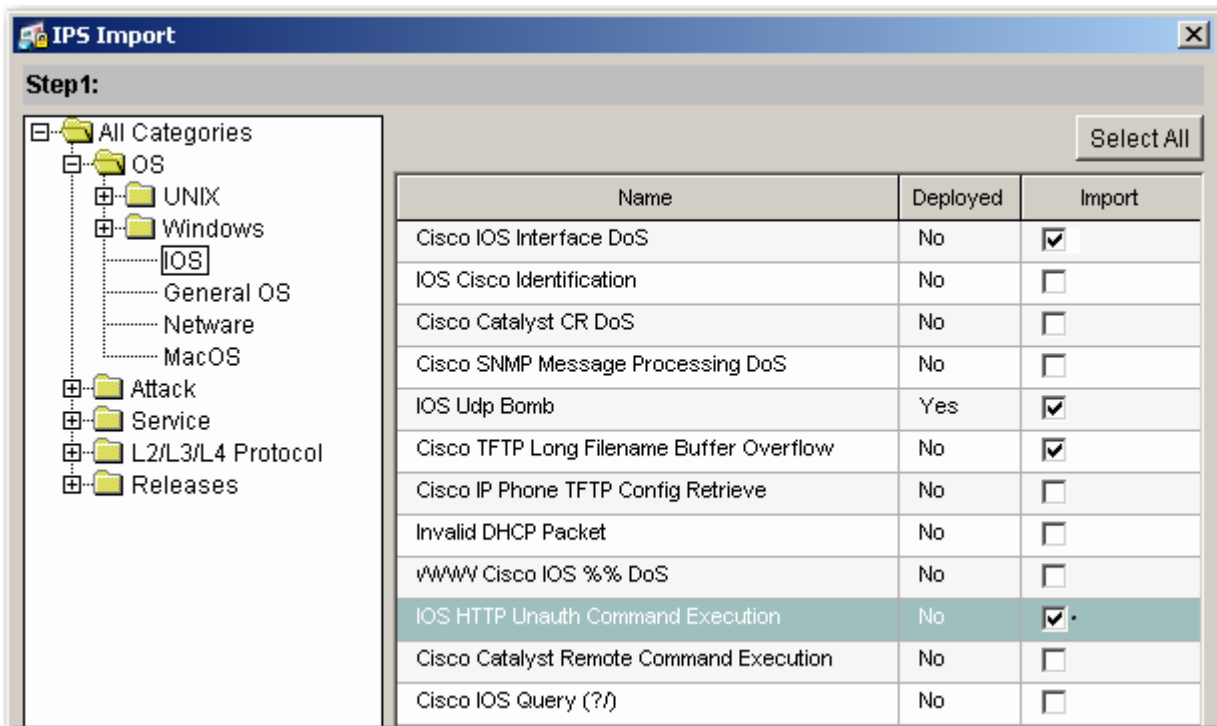 IPS Import
Step1:
All Categories
OS
UNIX
Windows
IOS
General OS
Netware
MacOS
Attack
Service
L2/L3/L4 Protocol
Releases
Select All
Name Deployed Import
Cisco IOS Interface DoS No
IOS Cisco Identification No
Cisco Catalyst CR DoS No
Cisco SNMP Message Processing DoS No
IOS Udp Bomb Yes
Cisco TFTP Long Filename Buffer Overflow No
Cisco IP Phone TFTP Config Retrieve No
Invalid DHCP Packet No
WWW Cisco IOS %% DoS No
IOS HTTP Unauth Command Execution No
Cisco Catalyst Remote Command Execution No
Cisco IOS Query (?/) No